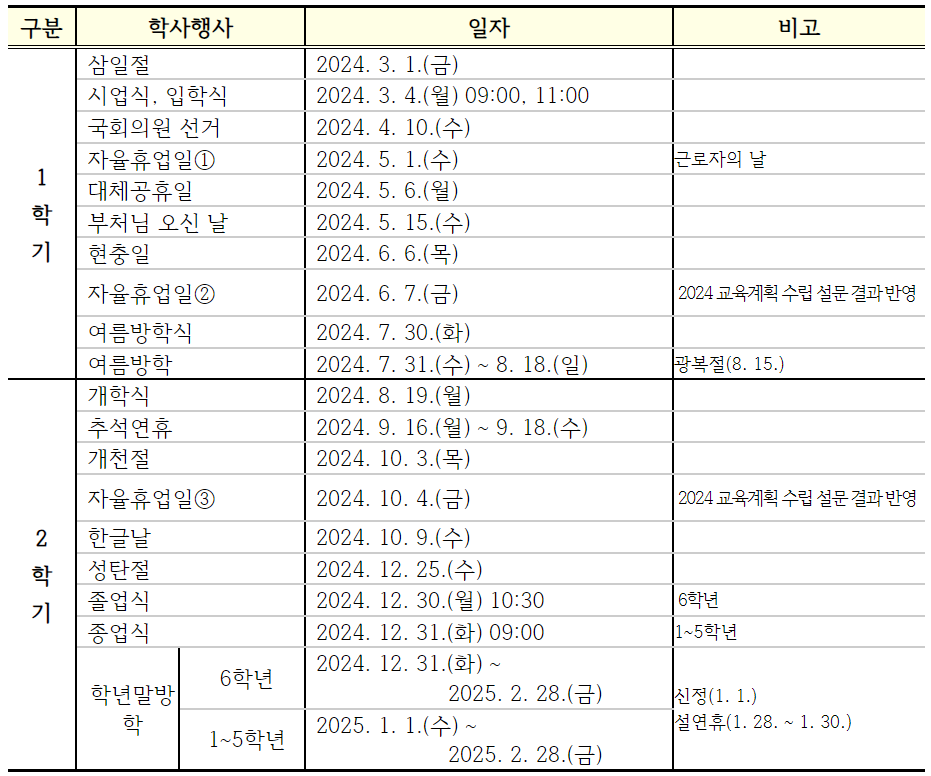 구분 학사행사 일자 비고
삼일절 2024. 3. 1.(금)
시업식, 입학식 2024. 3. 4.(월) 09:00, 11:00
국회의원 선거 2024. 4. 10.(수)
자율휴업일① 2024. 5. 1.(수) 근로자의 날
1
학
기
대체공휴일 2024. 5. 6.(월)
부처님 오신 날 2024. 5. 15.(수)
현충일 2024. 6. 6.(목)
자율휴업일② 2024. 6. 7.(금) 2024 교육계획 수립 설문 결과 반영
여름방학식 2024. 7. 30.(화)
여름방학 2024. 7. 31.(수) ~ 8. 18.(일) 광복절(8. 15.)
개학식 2024. 8. 19.(월)
추석연휴 2024. 9. 16.(월) ~ 9. 18.(수)
개천절 2024. 10. 3.(목)
자율휴업일③ 2024. 10. 4.(금) 2024 교육계획 수립 설문 결과 반영
2
학
기
한글날 2024. 10. 9.(수)
성탄절 2024. 12. 25.(수)
졸업식 2024. 12. 30.(월) 10:30 6학년
종업식 2024. 12. 31.(화) 09:00 1~5학년
학년말방
학
6학년 2024. 12. 31.(화) ~
2025. 2. 28.(금)
1~5학년 2025. 1. 1.(수) ~
2025. 2. 28.(금)
신정(1. 1.)
설연휴(1. 28. ~ 1. 30.)